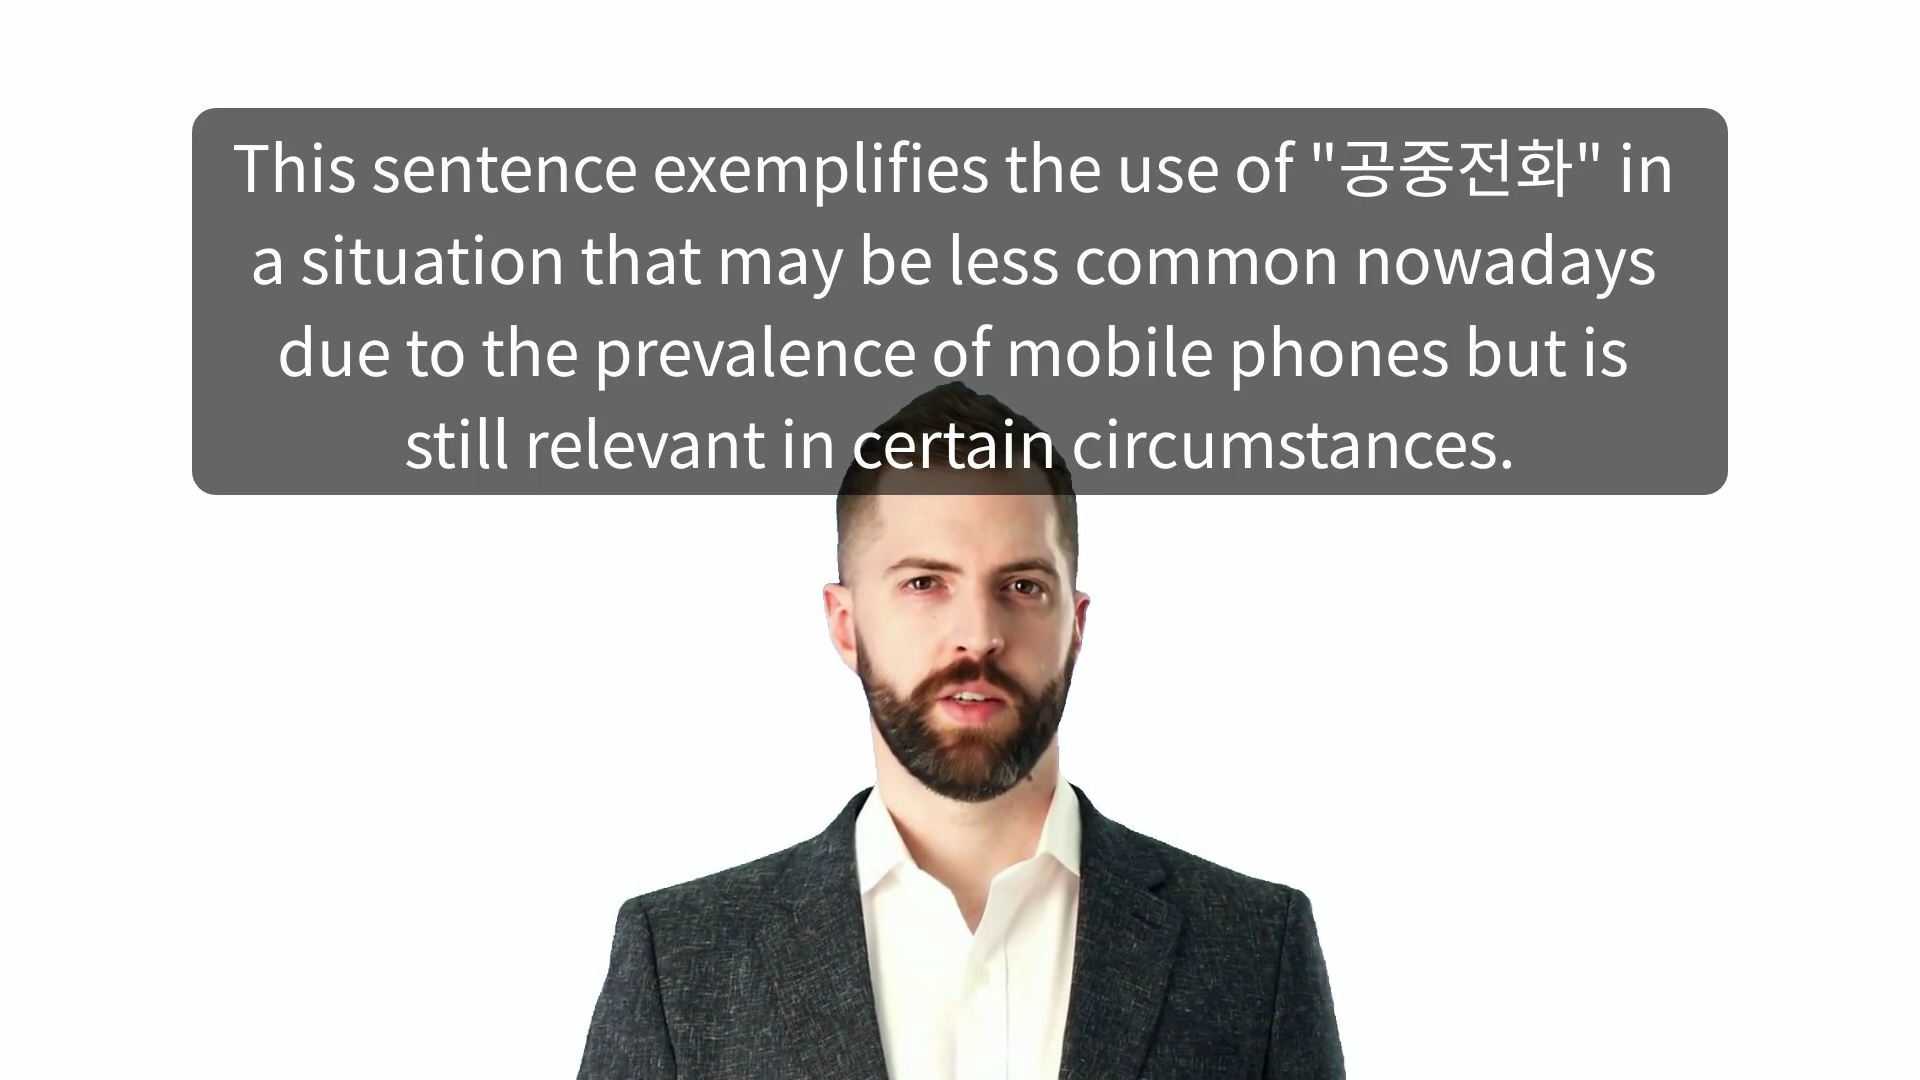 This sentence exemplifies the use of "공중전화" in
a situation that may be less common nowadays
due to the prevalence of mobile phones but is
still relevant in certain circumstances.